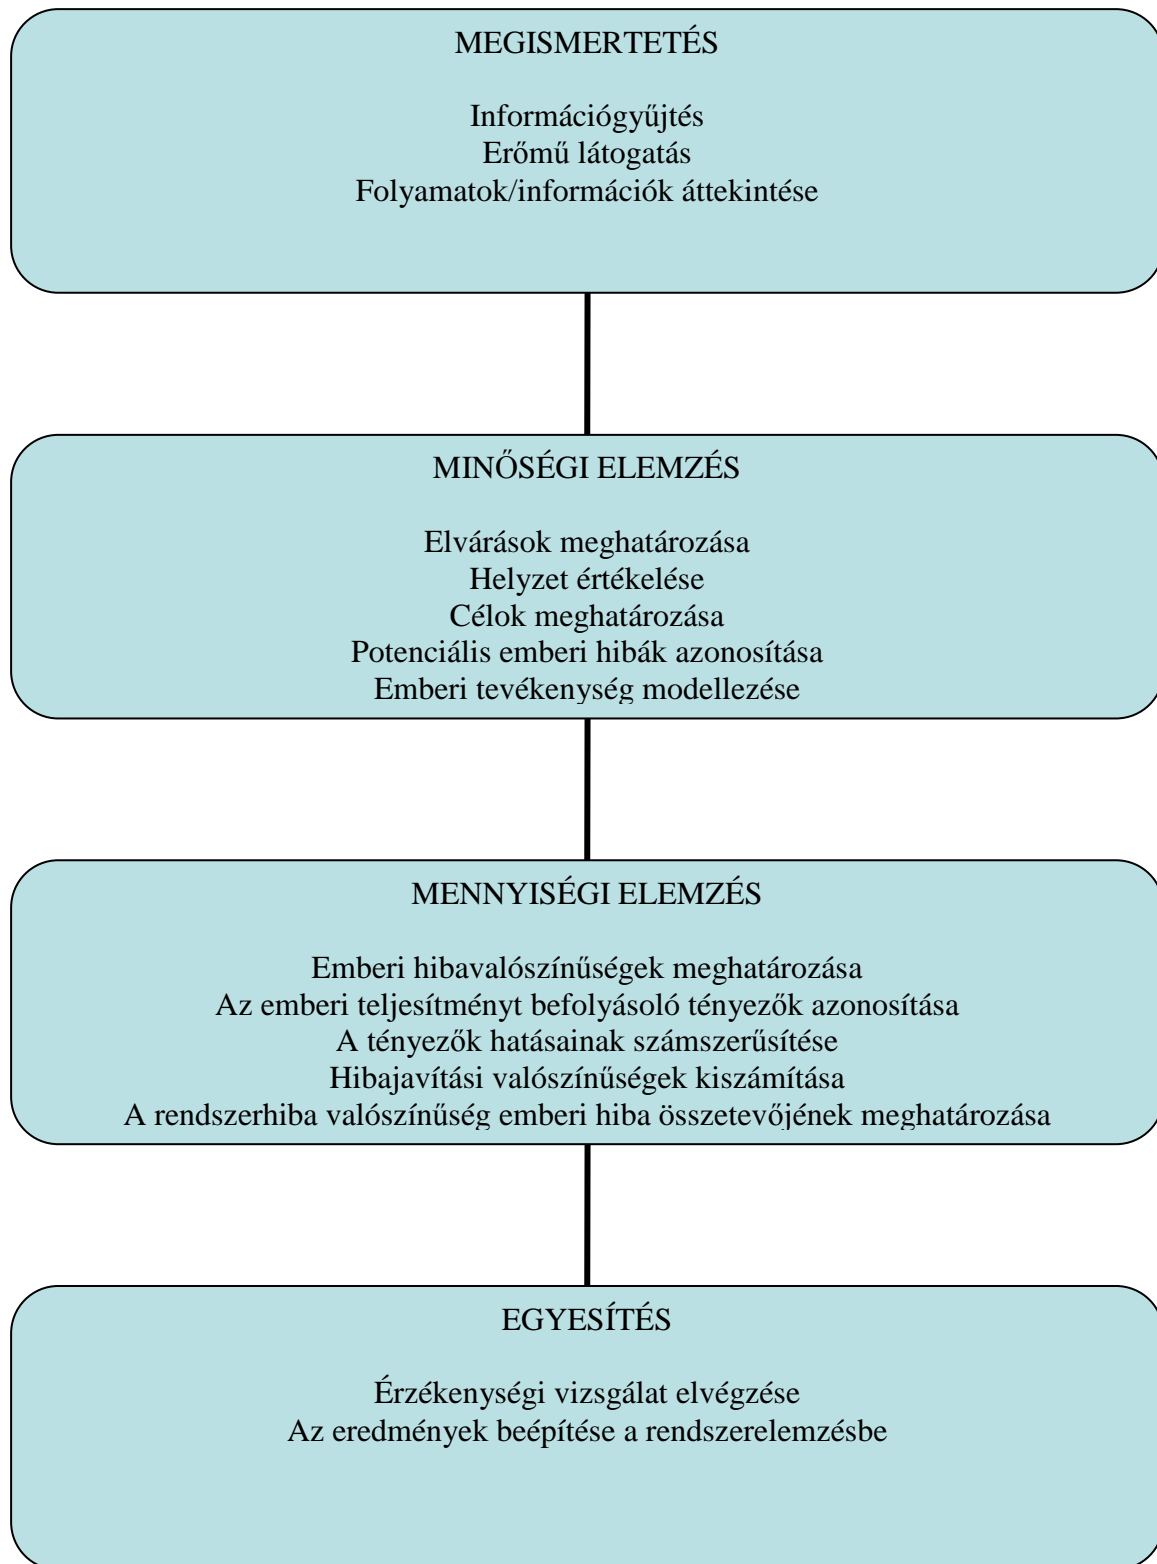 MEGISMERTETÉS
Információgyűjtés
Erőmű látogatás
Folyamatok/információk áttekintése
MINŐSÉGI ELEMZÉS
Elvárások meghatározása
Helyzet értékelése
Célok meghatározása
Potenciális emberi hibák azonosítása
Emberi tevékenység modellezése
MENNYISÉGI ELEMZÉS
Emberi hibavalószínűségek meghatározása
Az emberi teljesítményt befolyásoló tényezők azonosítása
A tényezők hatásainak számszerűsítése
Hibajavítási valószínűségek kiszámítása
A rendszerhiba valószínűség emberi hiba összetevőjének meghatározása
EGYESÍTÉS
Érzékenységi vizsgálat elvégzése
Az eredmények beépítése a rendszerelemzésbe